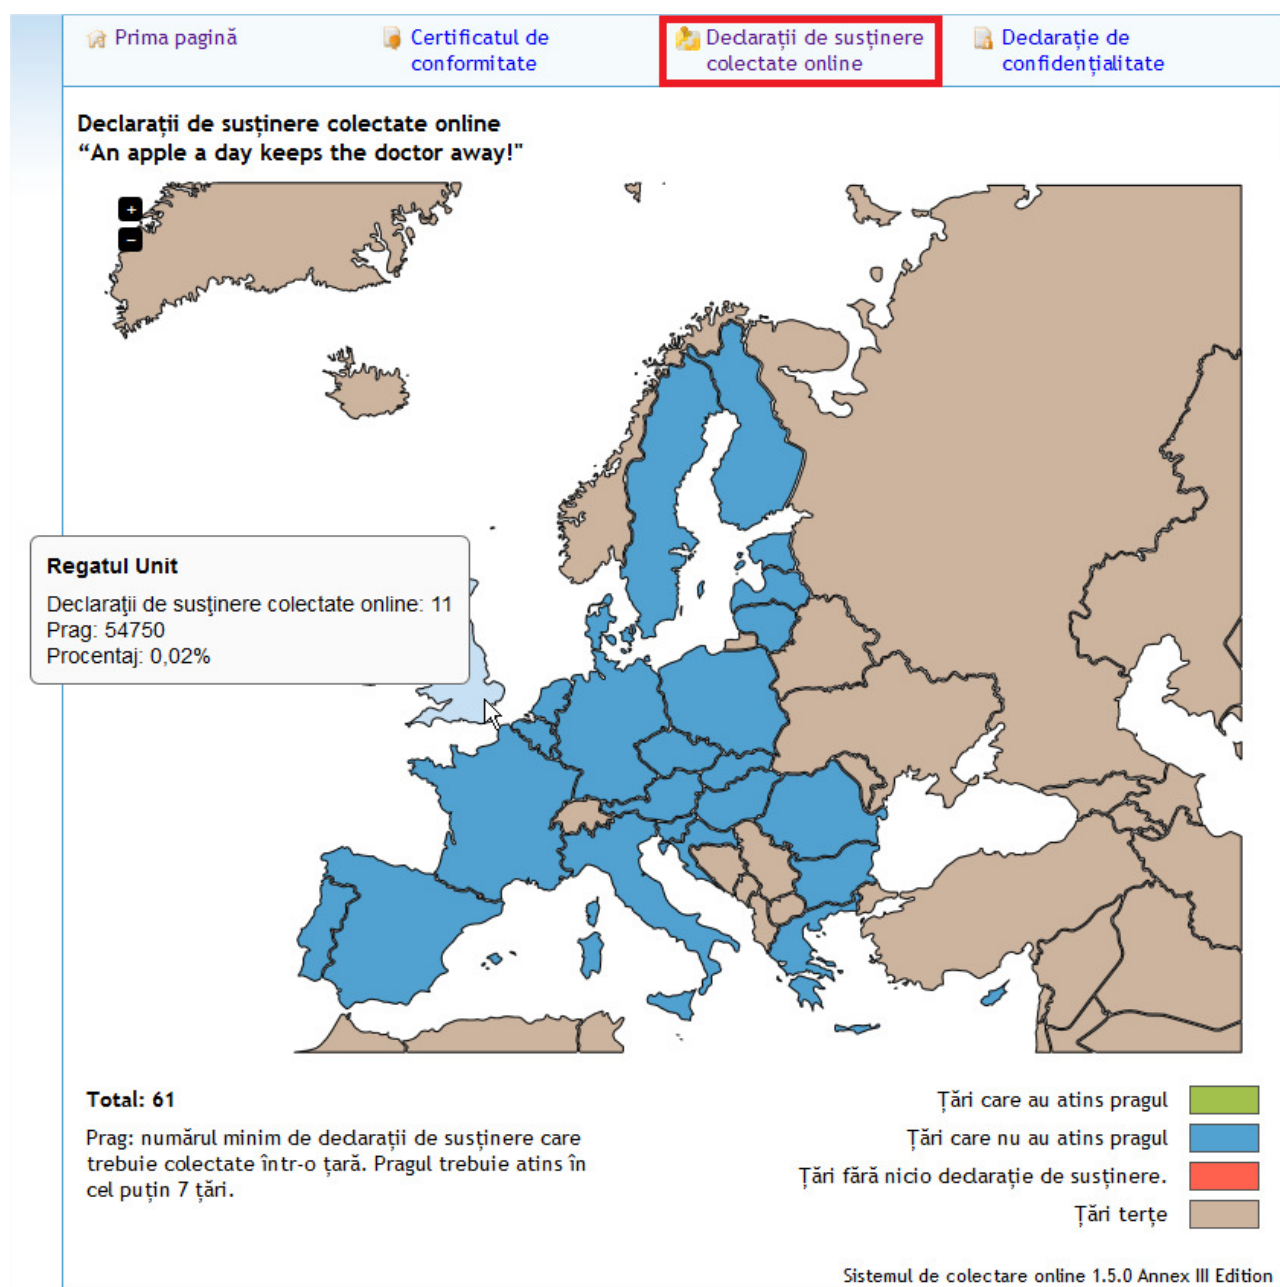 Prima pagină
Certificatul de
conformitate
Declarații de susținere
colectate online
Declarație de
confidențialitate
Declarații de susținere colectate online
“An apple a day keeps the doctor away!"
+
–
Regatul Unit
Declaraţii de susţinere colectate online: 11
Prag: 54750
Procentaj: 0,02%
Total: 61
Prag: numărul minim de declarații de susținere care
trebuie colectate într-o țară. Pragul trebuie atins în
cel puțin 7 țări.
Țări care au atins pragul
Țări care nu au atins pragul
Țări fără nicio declarație de susținere.
Țări terțe
Sistemul de colectare online 1.5.0 Annex III Edition